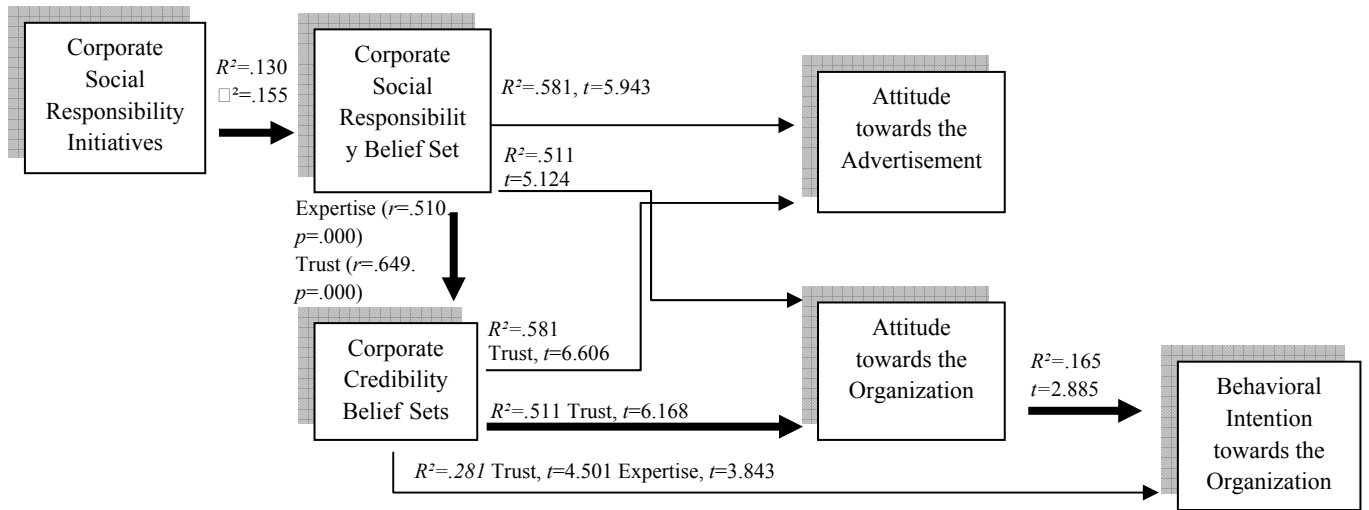 Corporate
Social
Responsibility
Initiatives
R²=.130
□²=.155
Corporate
Social
Responsibilit
y Belief Set
R²=.581, t=5.943
R²=.511
t=5.124
Attitude
towards the
Advertisement
Expertise (r=.510.
p=.000)
Trust (r=.649.
p=.000)
Corporate
Credibility
Belief Sets
R²=.581
Trust, t=6.606
R²=.511 Trust, t=6.168
Attitude
towards the
Organization
R²=.165
t=2.885
Behavioral
Intention
towards the
Organization
R²=.281 Trust, t=4.501 Expertise, t=3.843